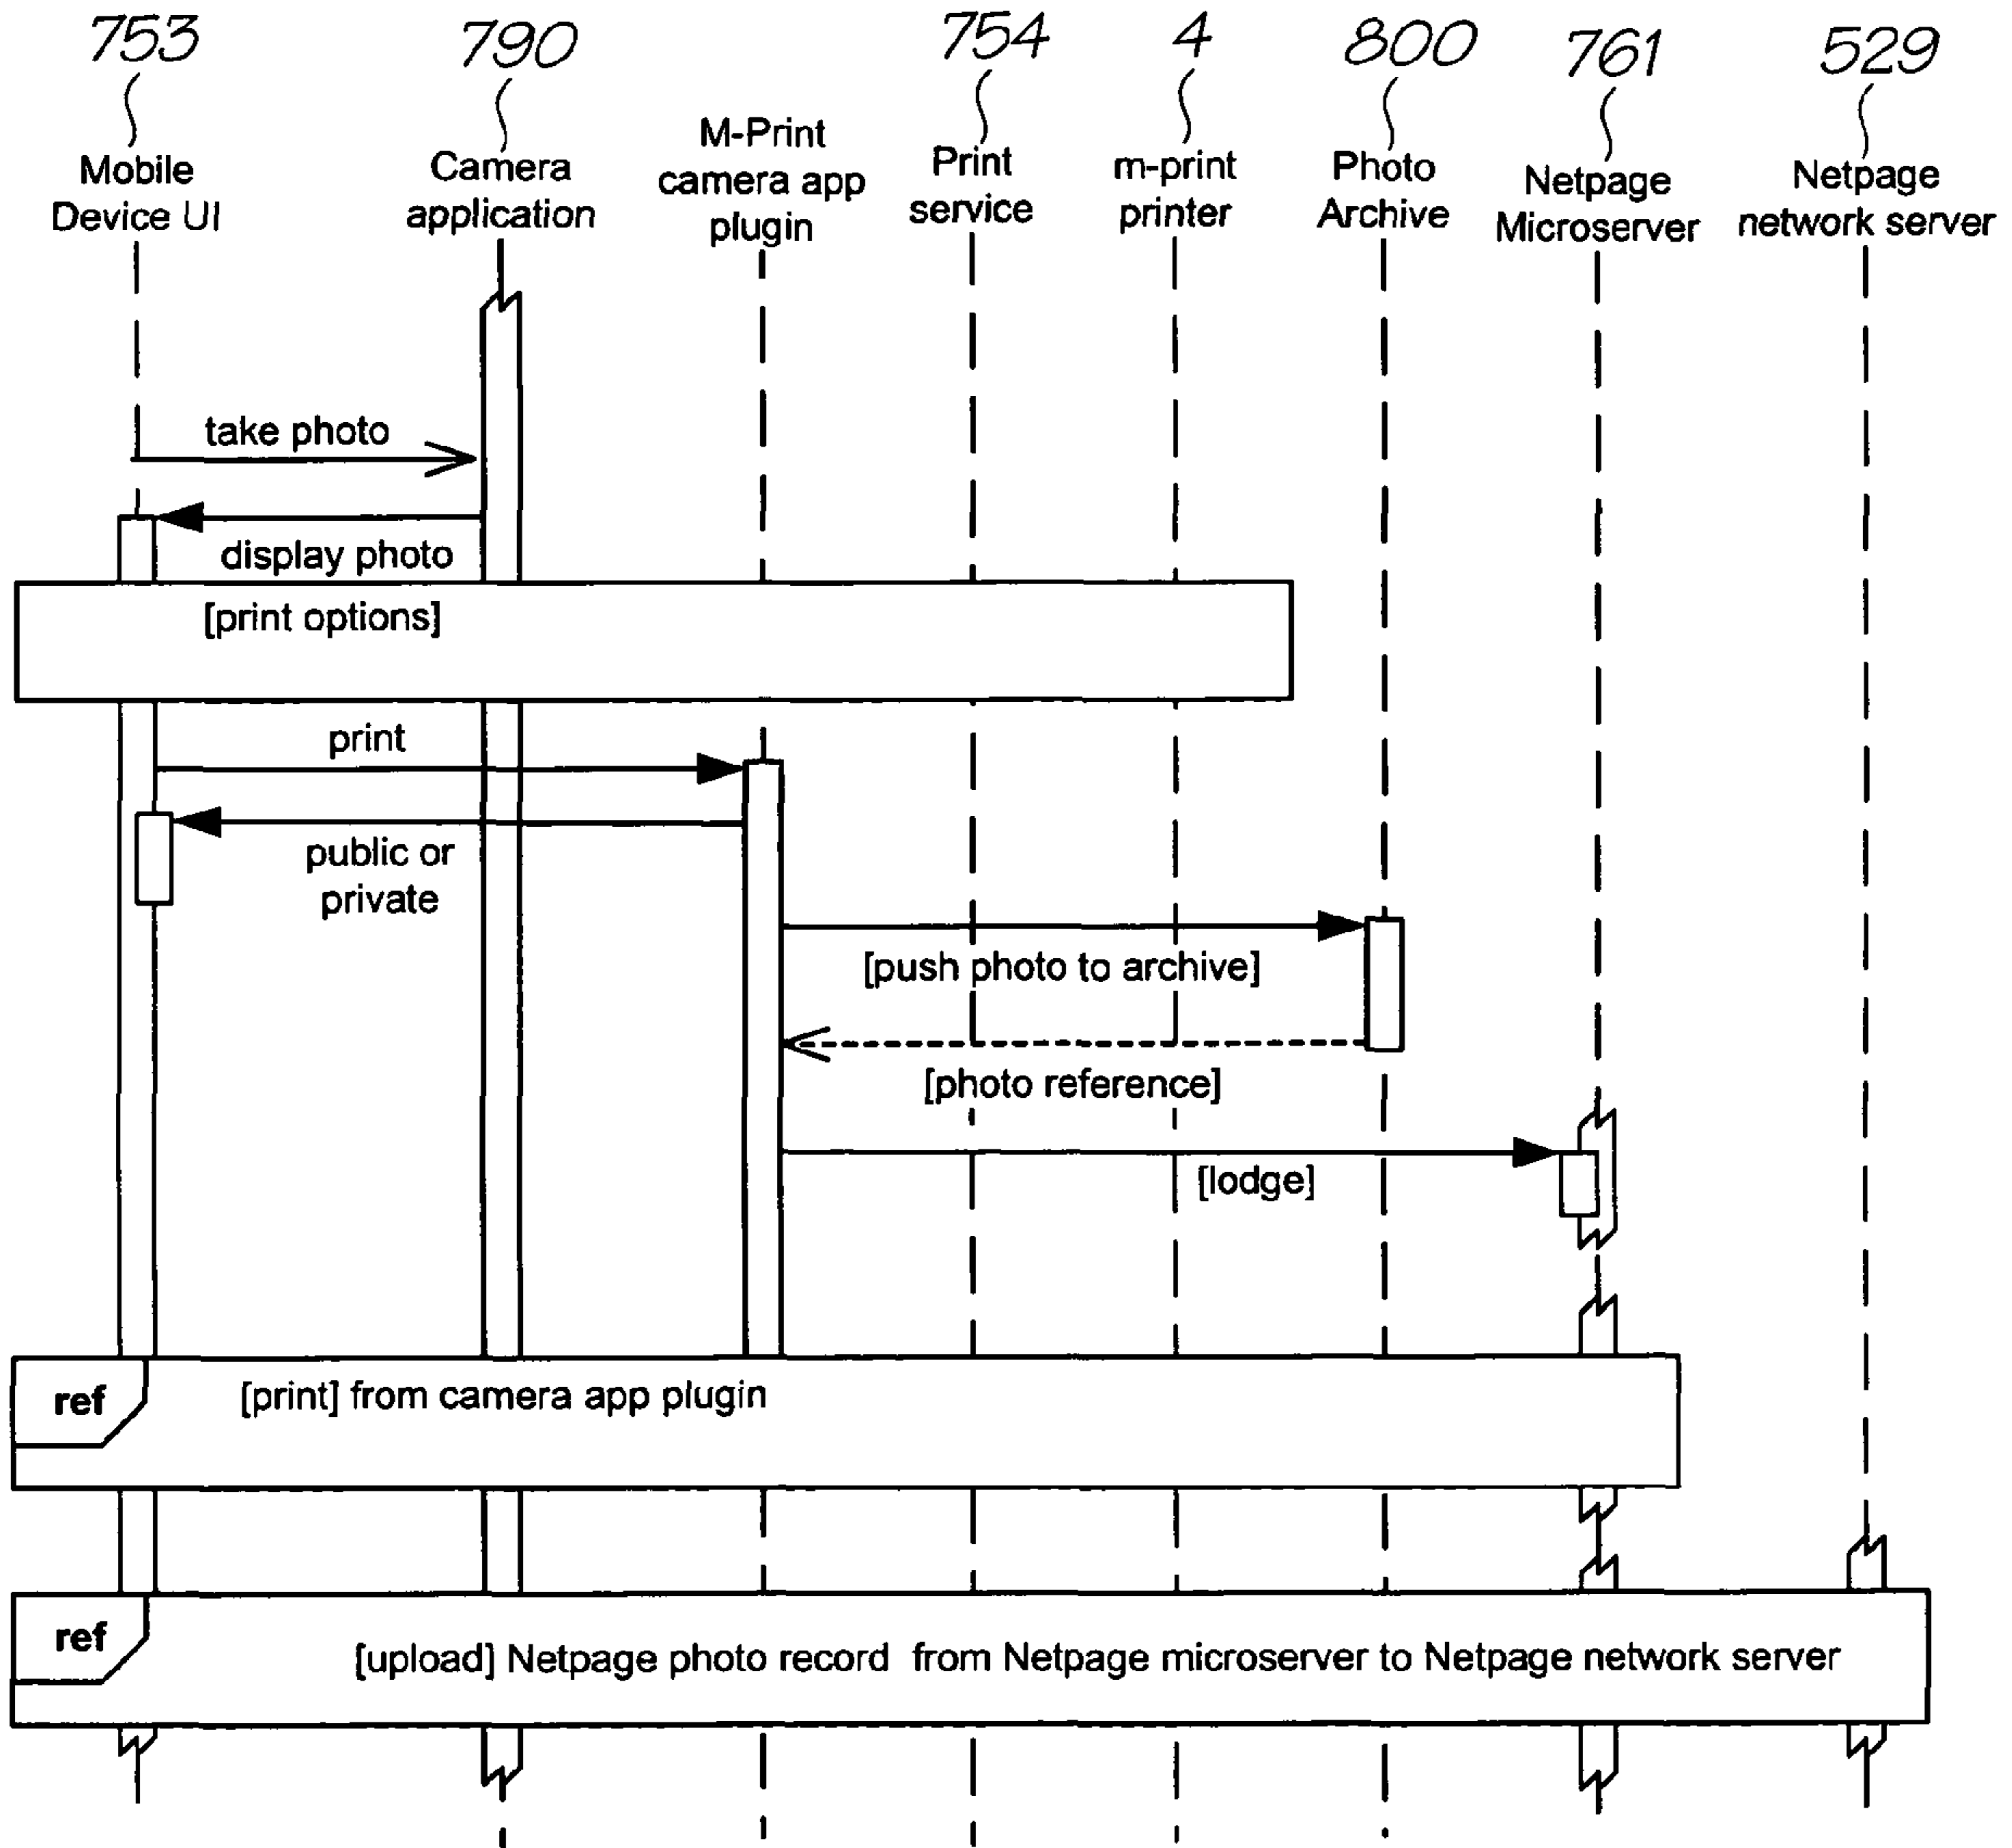 753
790
754
4
800
761
529
Mobile
Device UI
Camera
application
M-Print
camera app
plugin
Print
service
m-print
printer
Photo
Archive
Netpage
Microserver
Netpage
network server
take photo
display photo
[print options]
print
public or
private
[push photo to archive]
[photo reference]
[lodge]
ref
[print] from camera app plugin
ref
[upload] Netpage photo record from Netpage microserver to Netpage network server